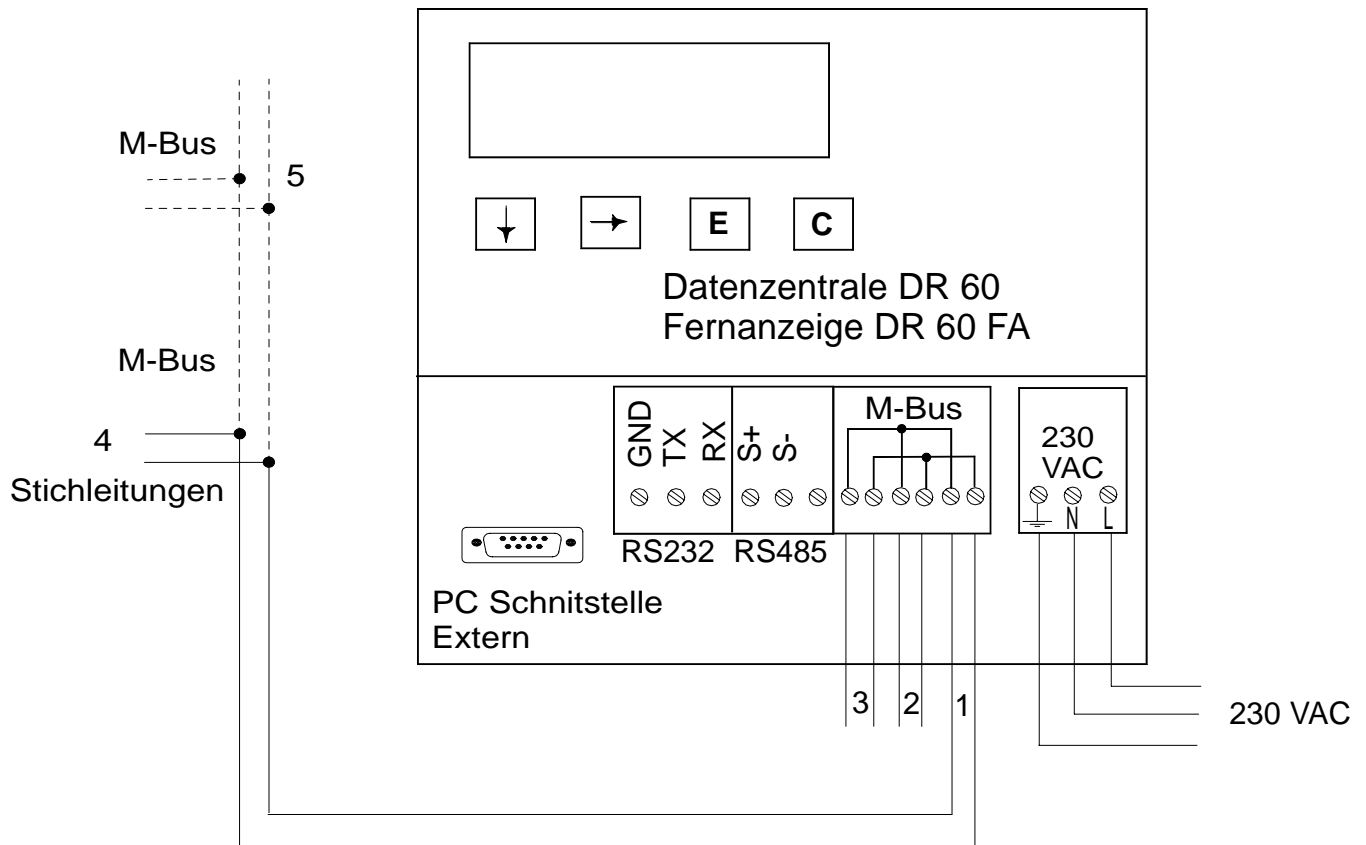 M-Bus
5
E
C
Datenzentrale DR 60
Fernanzeige DR 60 FA
M-Bus
4
Stichleitungen
GND
TX
RX
S+
S-
M-Bus
230
VAC
N
L
RS232
RS485
PC Schnitstelle
Extern
3
2
1
230 VAC